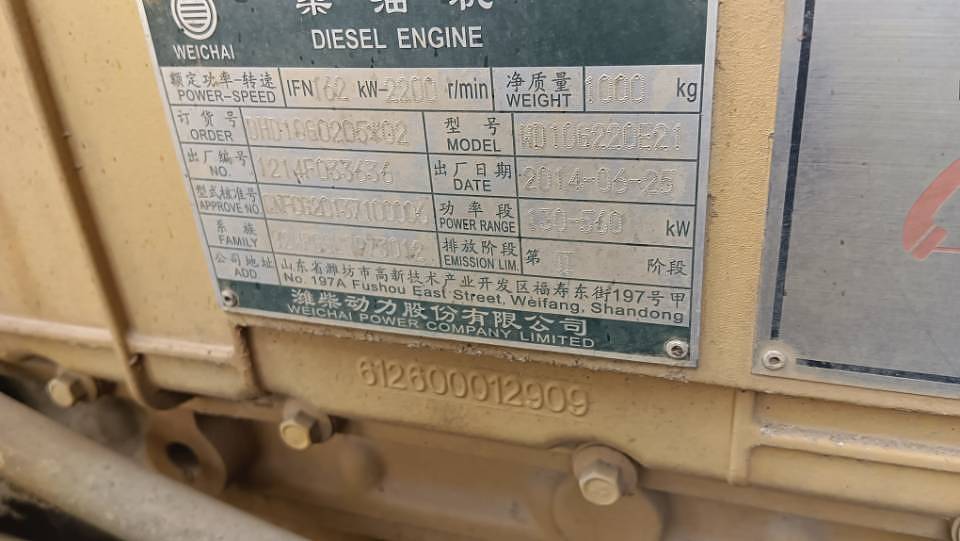 柴油机
WEICHAI
DIESEL ENGINE
额定功率-转速 IFN162 kW-2200 r/min 净质量 1000 kg
POWER-SPEED WEIGHT
订货号 DHD10G0205*02 型号 WD10G220E21
ORDER MODEL
出厂编号 1214F033636 出厂日期 2014-06-25
NO. DATE
型式核准号 功率段 130-560 kW
APPROVE NO POWER RANGE
系族 排放阶段 第 阶段
FAMILY EMISSION LIM.
公司地址 山东省潍坊市高新技术产业开发区福寿东街197号甲
ADD No. 197A Fushou East Street, Weifang, Shandong
潍柴动力股份有限公司
WEICHAI POWER COMPANY LIMITED
612600012909